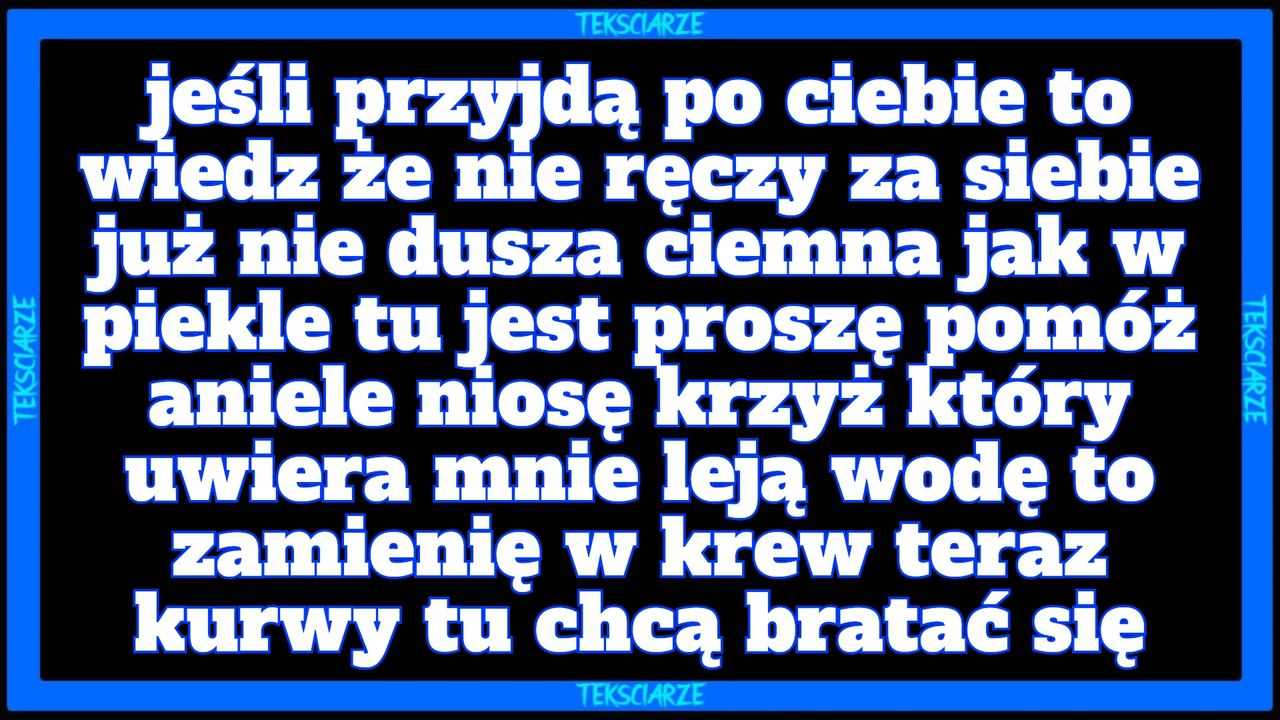 TEKSCIARZE
jeśli przyjdą po ciebie to
wiedz że nie ręczy za siebie
już nie dusza ciemna jak w
piekle tu jest proszę pomóż
aniele niosę krzyż który
uwiera mnie leją wodę to
zamienię w krew teraz
kurwy tu chcą bratać się
TEKSCIARZE
TEKSCIARZE
TEKSCIARZE